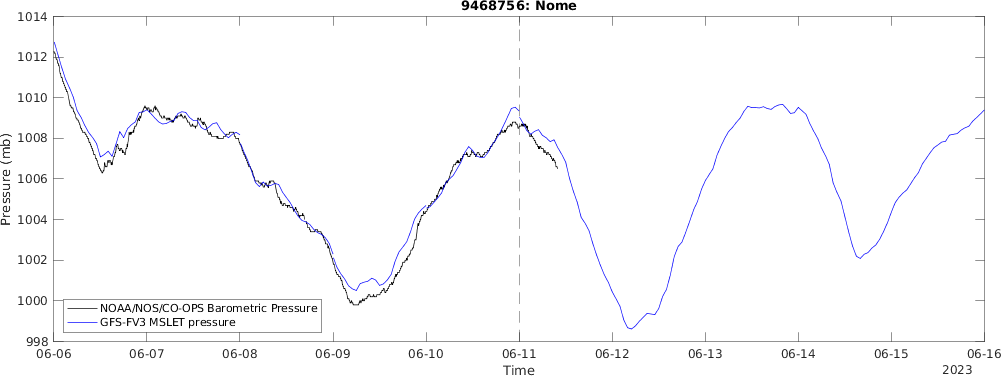 9468756: Nome
1014
1012
1010
1008
1006
1004
1002
1000
998
Pressure (mb)
NOAA/NOS/CO-OPS Barometric Pressure
GFS-FV3 MSLET pressure
06-06 06-07 06-08 06-09 06-10 06-11 06-12 06-13 06-14 06-15 06-16
Time
2023